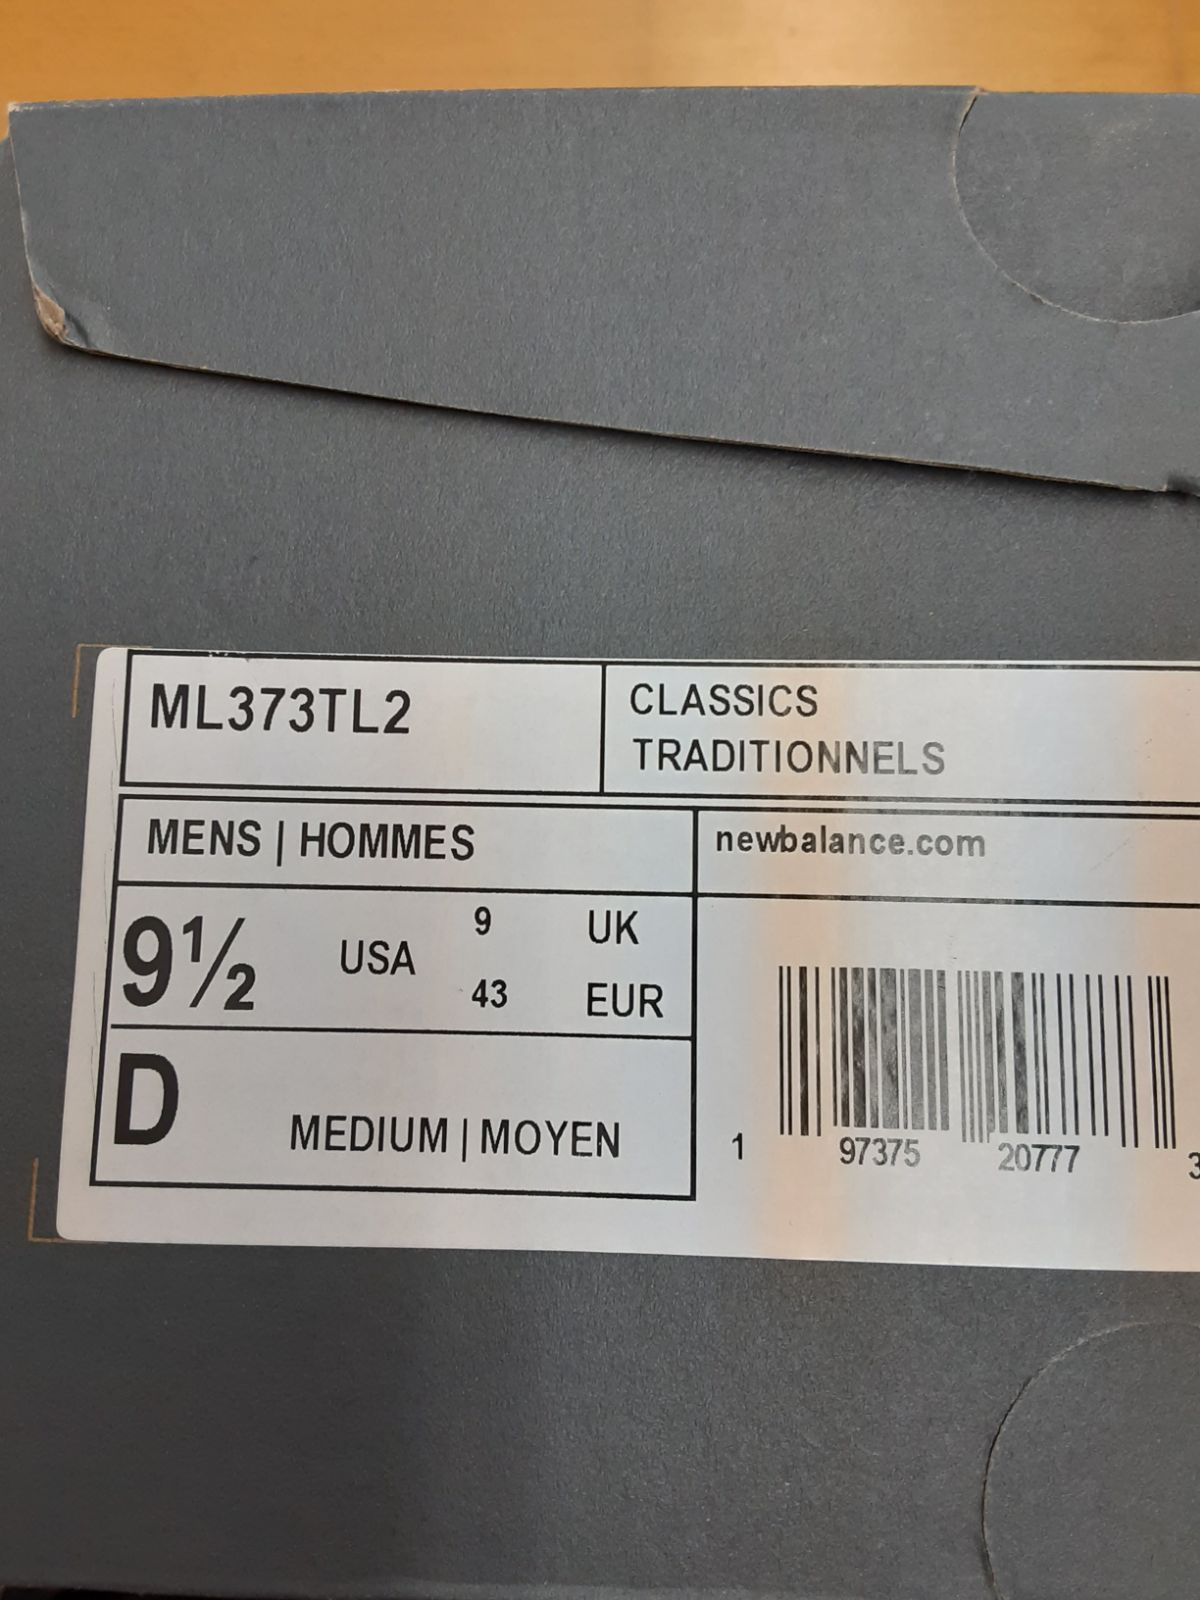 ML373TL2
CLASSICS
TRADITIONNELS
MENS | HOMMES
newbalance.com
9½ USA
9 UK
43 EUR
D
MEDIUM | MOYEN
1 97375 20777 3